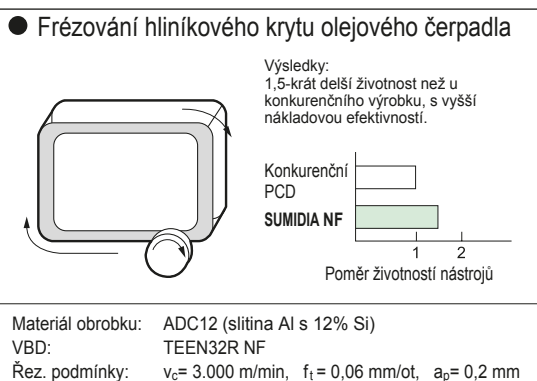 ● Frézování hliníkového krytu olejového čerpadla
Výsledky:
1,5-krát delší životnost než u
konkurenčního výrobku, s vyšší
nákladovou efektivností.
Konkurenční
PCD
SUMIDIA NF
1 2
Poměr životností nástrojů
Materiál obrobku: ADC12 (slitina Al s 12% Si)
VBD: TEEN32R NF
Řez. podmínky: vc= 3.000 m/min, ft = 0,06 mm/ot, ap= 0,2 mm